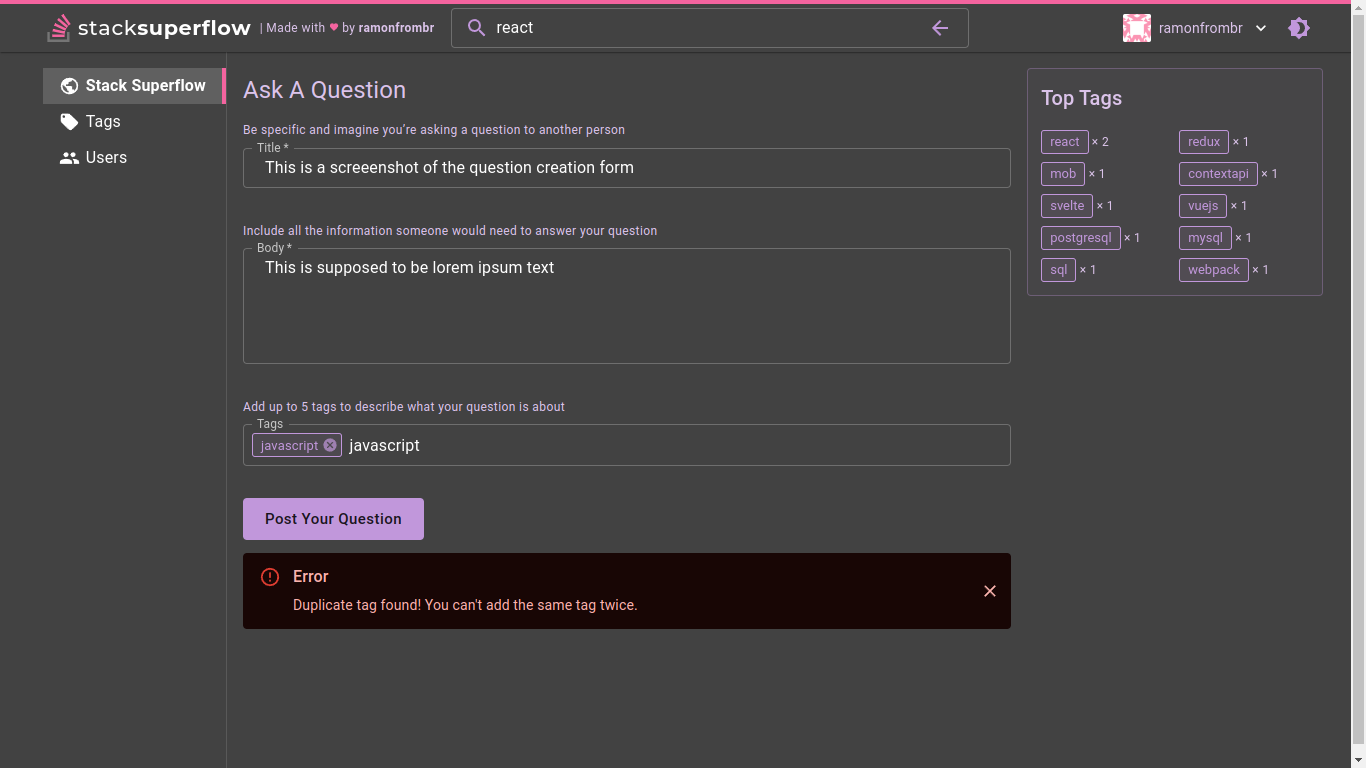 stacksuperflow | Made with ❤ by ramonfrombr
react
ramonfrombr
Stack Superflow
Tags
Users
Ask A Question
Be specific and imagine you’re asking a question to another person
Title *
This is a screeenshot of the question creation form
Include all the information someone would need to answer your question
Body *
This is supposed to be lorem ipsum text
Add up to 5 tags to describe what your question is about
Tags
javascript javascript
Post Your Question
Error
Duplicate tag found! You can't add the same tag twice.
Top Tags
react × 2 redux × 1
mob × 1 contextapi × 1
svelte × 1 vuejs × 1
postgresql × 1 mysql × 1
sql × 1 webpack × 1